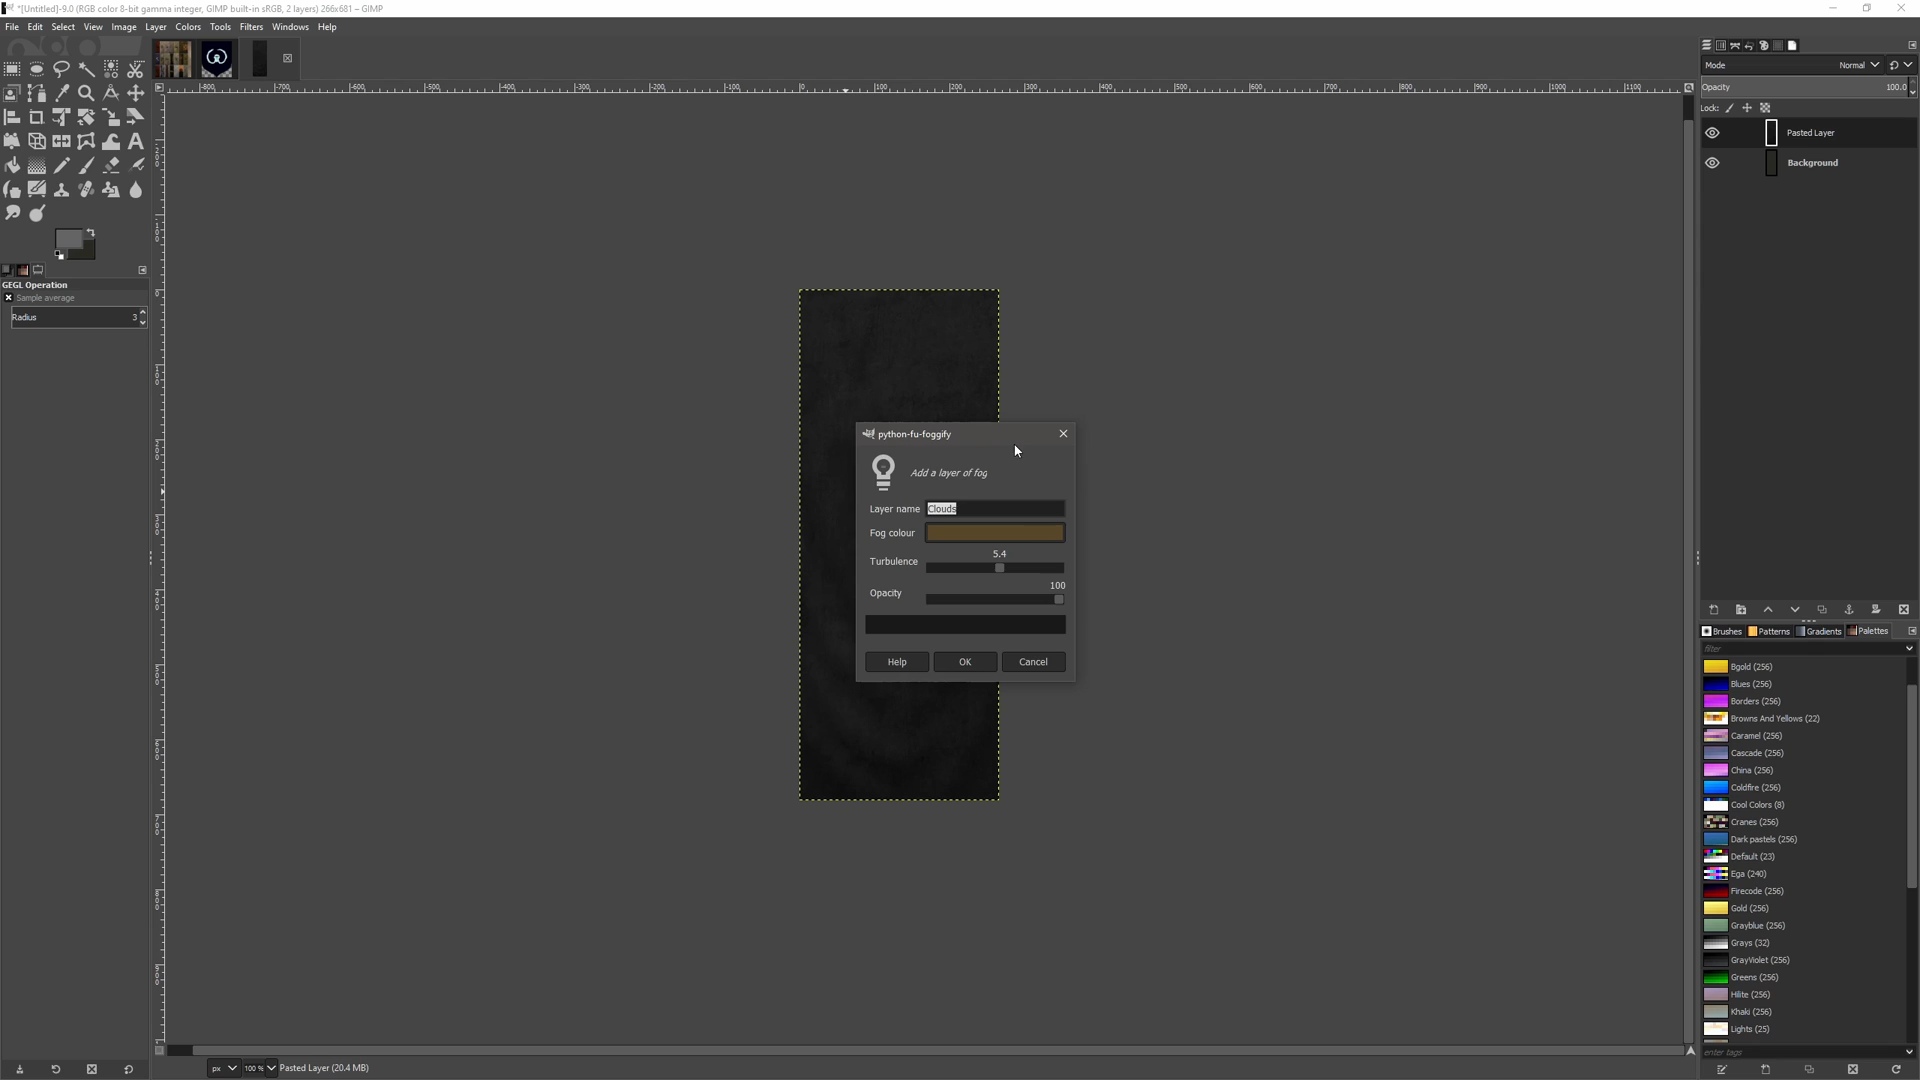 *[Untitled]-9.0 (RGB color 8-bit gamma integer, GIMP built-in sRGB, 2 layers) 266x681 – GIMP
File Edit Select View Image Layer Colors Tools Filters Windows Help
Mode Normal
Opacity 100.0
Lock:
Pasted Layer
Background
GEGL Operation
Sample average
Radius 3
python-fu-foggify
Add a layer of fog
Layer name Clouds
Fog colour
Turbulence 5.4
Opacity 100
Help OK Cancel
Brushes Patterns Gradients Palettes
filter
Bgold (256)
Blues (256)
Borders (256)
Browns And Yellows (22)
Caramel (256)
Cascade (256)
China (256)
Coldfire (256)
Cool Colors (8)
Cranes (256)
Dark pastels (256)
Default (23)
Ega (240)
Firecode (256)
Gold (256)
Grayblue (256)
Grays (32)
GrayViolet (256)
Greens (256)
Hilite (256)
Khaki (256)
Lights (25)
enter tags
px 100 % Pasted Layer (20.4 MB)